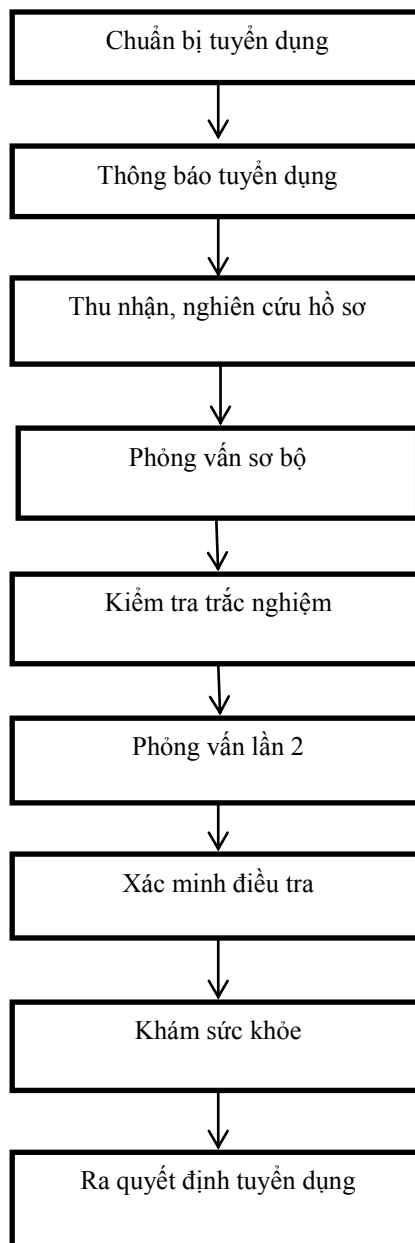 Chuẩn bị tuyển dụng
Thông báo tuyển dụng
Thu nhận, nghiên cứu hồ sơ
Phỏng vấn sơ bộ
Kiểm tra trắc nghiệm
Phỏng vấn lần 2
Xác minh điều tra
Khám sức khỏe
Ra quyết định tuyển dụng